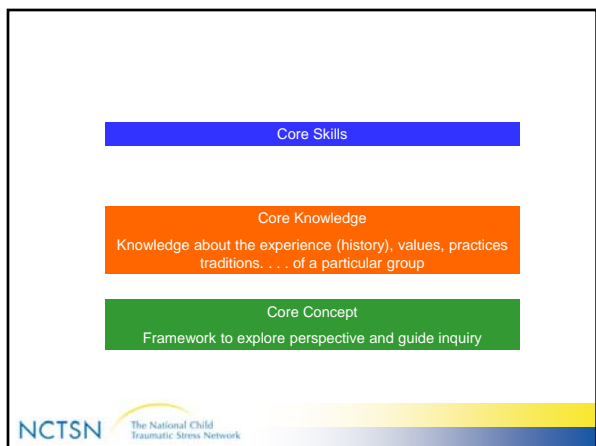 Core Skills
Core Knowledge
Knowledge about the experience (history), values, practices
traditions. . . . of a particular group
Core Concept
Framework to explore perspective and guide inquiry
NCTSN
The National Child
Traumatic Stress Network